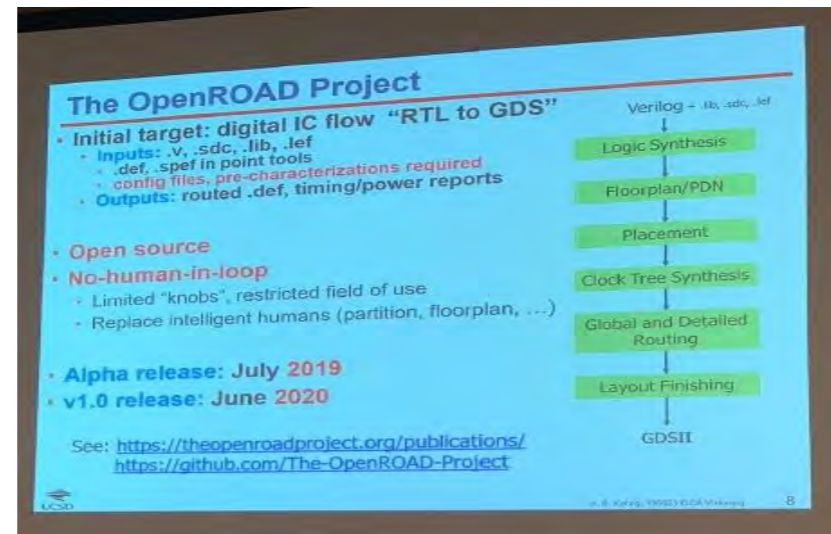 The OpenROAD Project
• Initial target: digital IC flow "RTL to GDS"
• Inputs: .v, .sdc, .lib, .lef
• .def, .spef in point tools
• config files, pre-characterizations required
• Outputs: routed .def, timing/power reports
• Open source
• No-human-in-loop
• Limited "knobs", restricted field of use
• Replace intelligent humans (partition, floorplan, …)
• Alpha release: July 2019
• v1.0 release: June 2020
See: https://theopenroadproject.org/publications/
https://github.com/The-OpenROAD-Project
Verilog + .lib, .sdc, .lef
Logic Synthesis
Floorplan/PDN
Placement
Clock Tree Synthesis
Global and Detailed
Routing
Layout Finishing
GDSII
UCSD
8